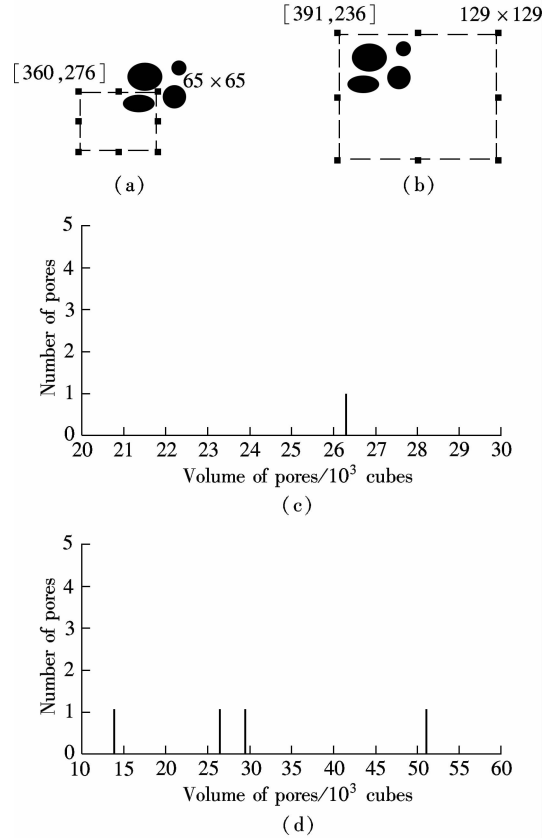 [391,236] 129×129
[360,276] 65×65
(a) (b)
5
4
3
2
1
0
Number of pores
20 21 22 23 24 25 26 27 28 29 30
Volume of pores/10³ cubes
(c)
5
4
3
2
1
0
Number of pores
10 15 20 25 30 35 40 45 50 55 60
Volume of pores/10³ cubes
(d)